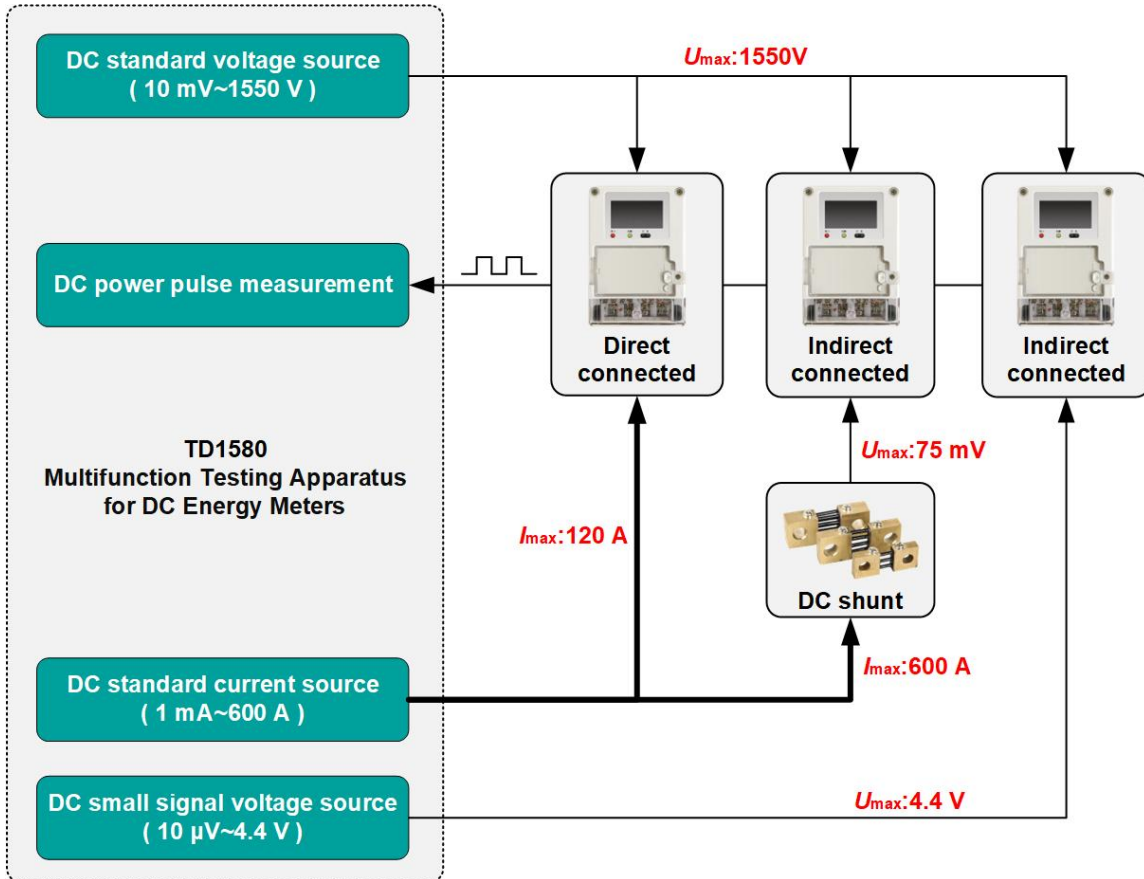 DC standard voltage source
( 10 mV~1550 V )
Umax:1550V
DC power pulse measurement
Direct
connected
Indirect
connected
Indirect
connected
TD1580
Multifunction Testing Apparatus
for DC Energy Meters
Umax:75 mV
Imax:120 A
DC shunt
Imax:600 A
DC standard current source
( 1 mA~600 A )
DC small signal voltage source
( 10 µV~4.4 V )
Umax:4.4 V